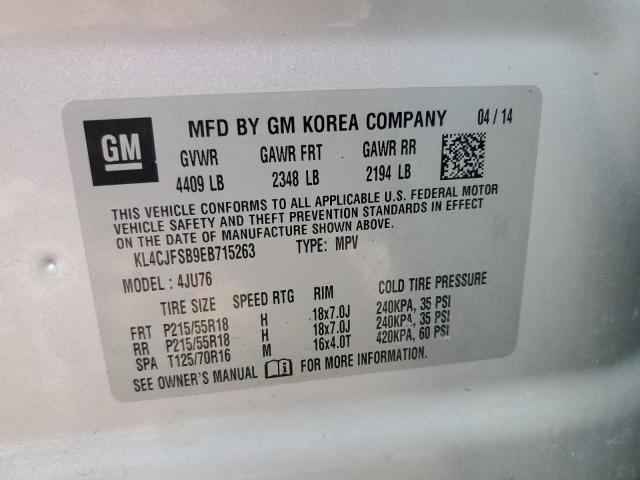 GM
MFD BY GM KOREA COMPANY 04 / 14
GVWR GAWR FRT GAWR RR
4409 LB 2348 LB 2194 LB
THIS VEHICLE CONFORMS TO ALL APPLICABLE U.S. FEDERAL MOTOR
VEHICLE SAFETY AND THEFT PREVENTION STANDARDS IN EFFECT
ON THE DATE OF MANUFACTURE SHOWN ABOVE.
KL4CJFSB9EB715263 TYPE: MPV
MODEL : 4JU76
TIRE SIZE SPEED RTG RIM COLD TIRE PRESSURE
FRT P215/55R18 H 18x7.0J 240KPA, 35 PSI
RR P215/55R18 H 18x7.0J 240KPA, 35 PSI
SPA T125/70R16 M 16x4.0T 420KPA, 60 PSI
SEE OWNER'S MANUAL FOR MORE INFORMATION.